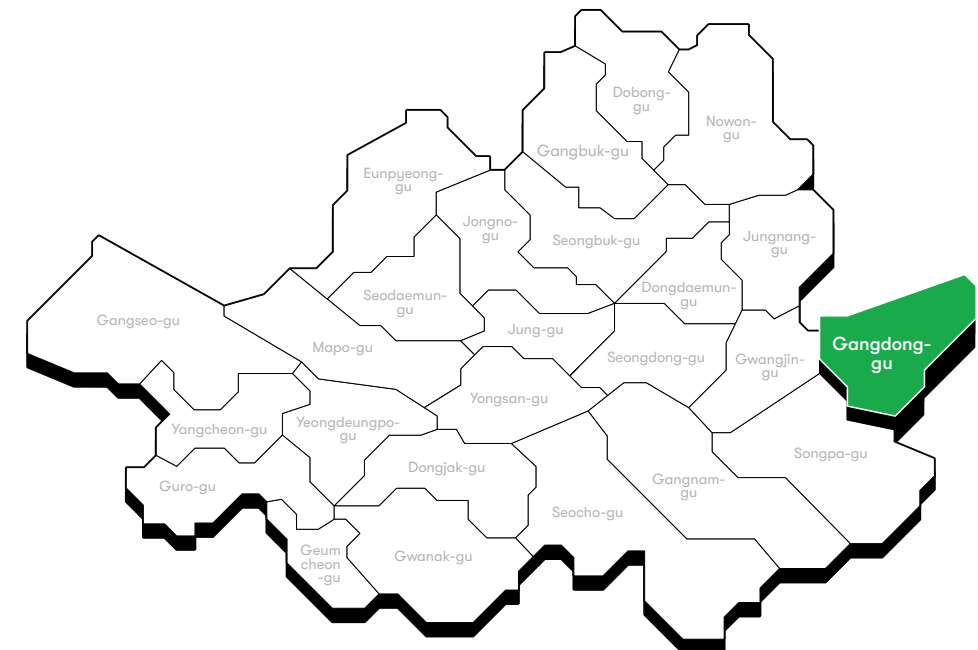 Dobong-
gu
Nowon-
gu
Gangbuk-gu
Eunpyeong-
gu
Jongno-
gu
Seongbuk-gu
Jungnang-
gu
Seodaemun-
gu
Dongdaemun-
gu
Gangseo-gu
Mapo-gu
Jung-gu
Seongdong-gu
Gwangjin-
gu
Gangdong-
gu
Yangcheon-gu
Yeongdeungpo-
gu
Yongsan-gu
Guro-gu
Dongjak-gu
Gangnam-
gu
Songpa-gu
Seocho-gu
Geum
cheon
-gu
Gwanak-gu